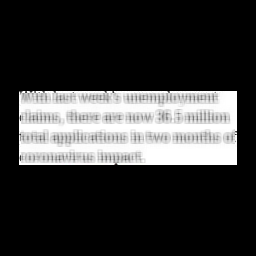 With last week's unemployment
claims, there are now 36.5 million
total applications in two months of
coronavirus impact.